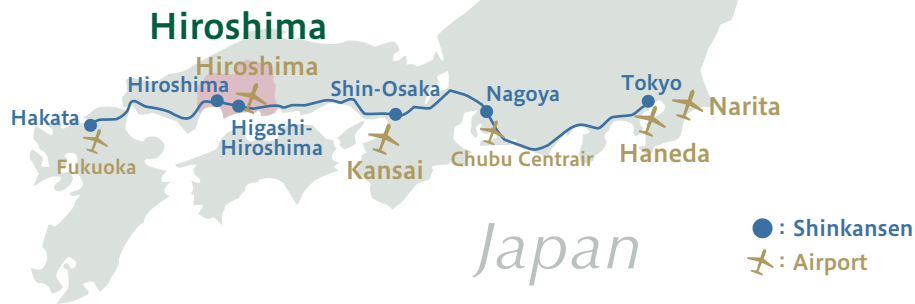 Hiroshima
Hiroshima
Hiroshima
Shin-Osaka
Nagoya
Tokyo
Narita
Hakata
Higashi-
Hiroshima
Fukuoka
Kansai
Chubu Centrair
Haneda
Japan
: Shinkansen
: Airport